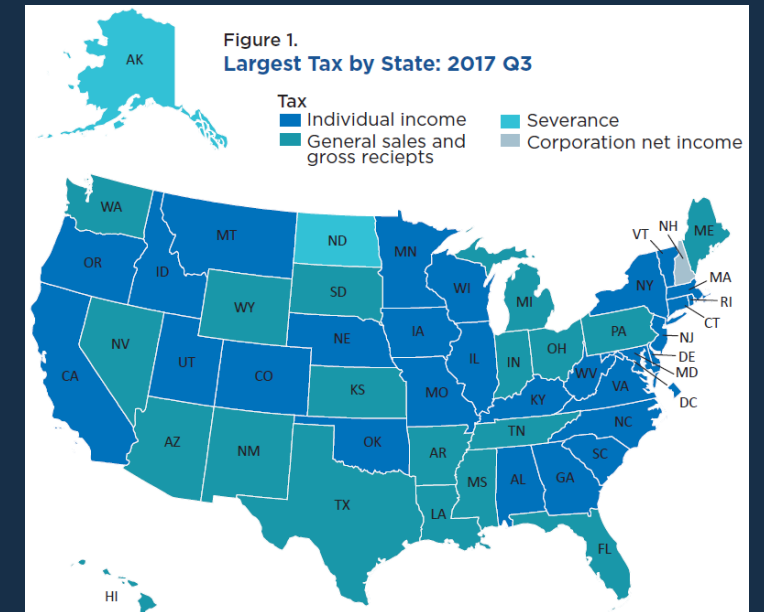 Figure 1.
Largest Tax by State: 2017 Q3
Tax
Individual income
General sales and
gross reciepts
Severance
Corporation net income
AK
WA
MT
ND
MN
VT
NH
ME
OR
ID
WY
SD
WI
MI
NY
MA
RI
CT
NV
UT
CO
NE
IA
IL
IN
OH
PA
NJ
DE
MD
DC
CA
KS
MO
KY
WV
VA
AZ
NM
OK
AR
TN
NC
SC
TX
LA
MS
AL
GA
FL
HI